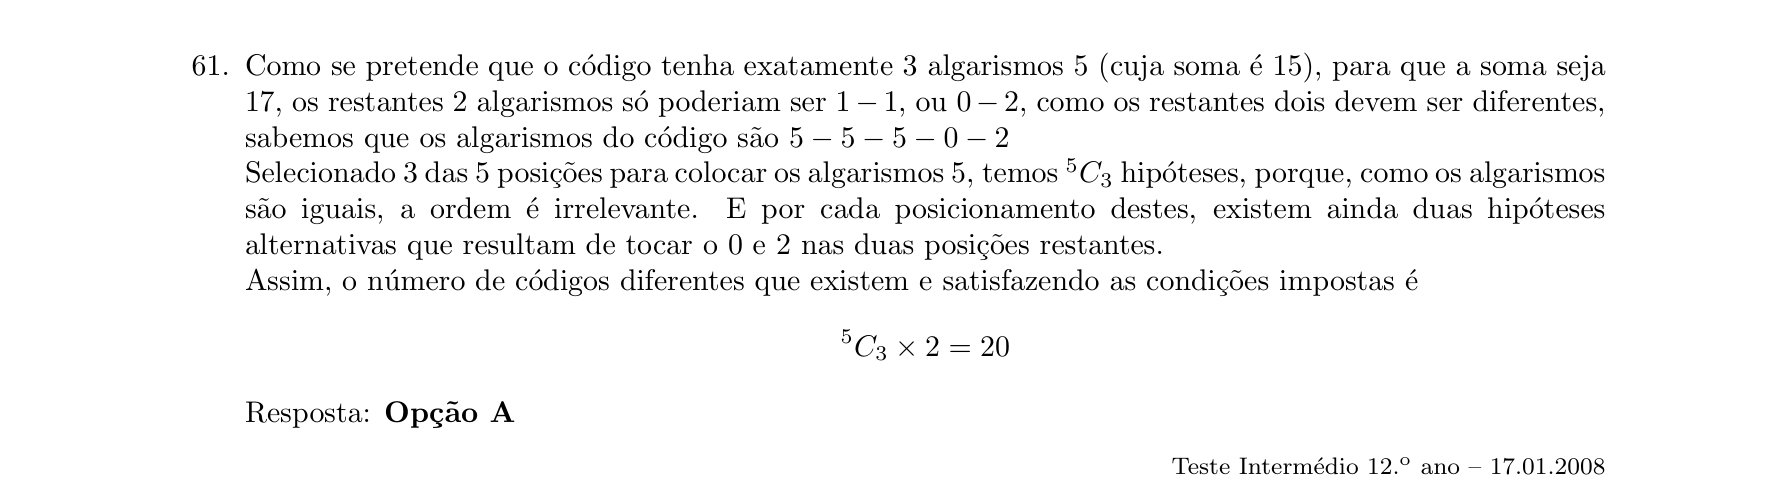 61. Como se pretende que o código tenha exatamente 3 algarismos 5 (cuja soma é 15), para que a soma seja
17, os restantes 2 algarismos só poderiam ser 1 − 1, ou 0 − 2, como os restantes dois devem ser diferentes,
sabemos que os algarismos do código são 5 − 5 − 5 − 0 − 2
Selecionado 3 das 5 posições para colocar os algarismos 5, temos ⁵C₃ hipóteses, porque, como os algarismos
são iguais, a ordem é irrelevante. E por cada posicionamento destes, existem ainda duas hipóteses
alternativas que resultam de tocar o 0 e 2 nas duas posições restantes.
Assim, o número de códigos diferentes que existem e satisfazendo as condições impostas é
⁵C₃ × 2 = 20
Resposta: Opção A
Teste Intermédio 12.º ano – 17.01.2008